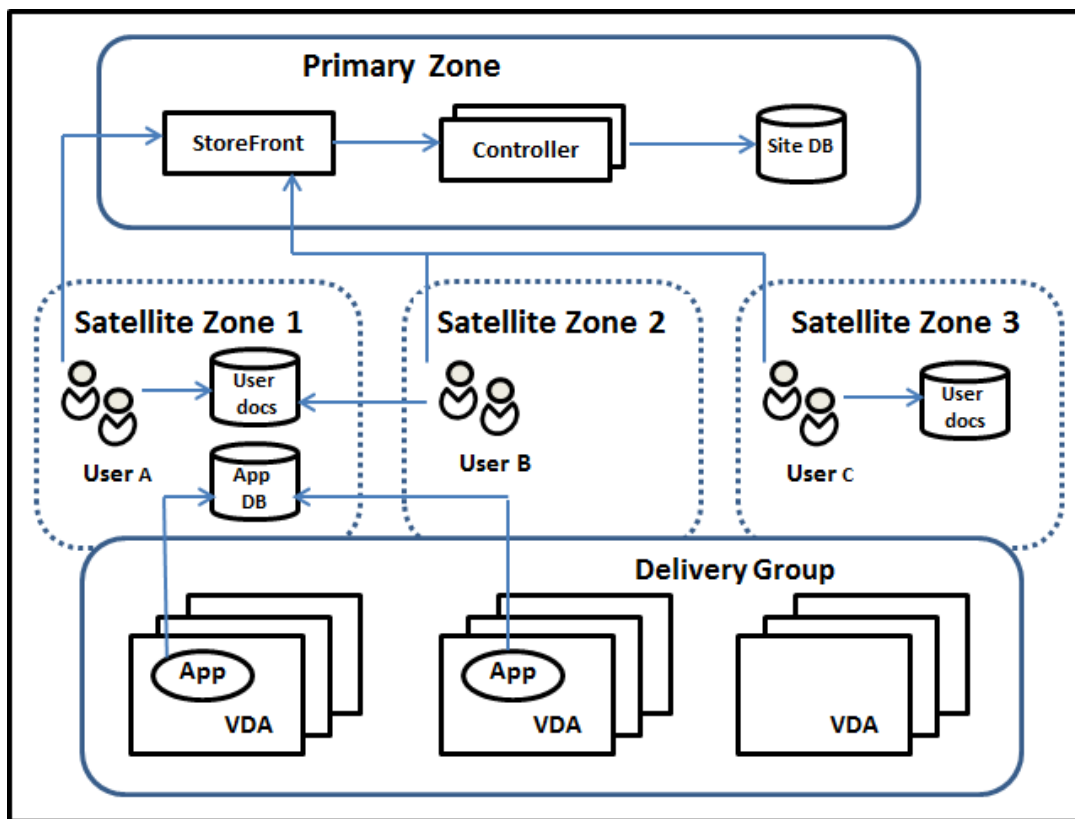 Primary Zone
StoreFront
Controller
Site DB
Satellite Zone 1
Satellite Zone 2
Satellite Zone 3
User
docs
User
docs
User A
User B
User C
App
DB
Delivery Group
App
VDA
App
VDA
VDA